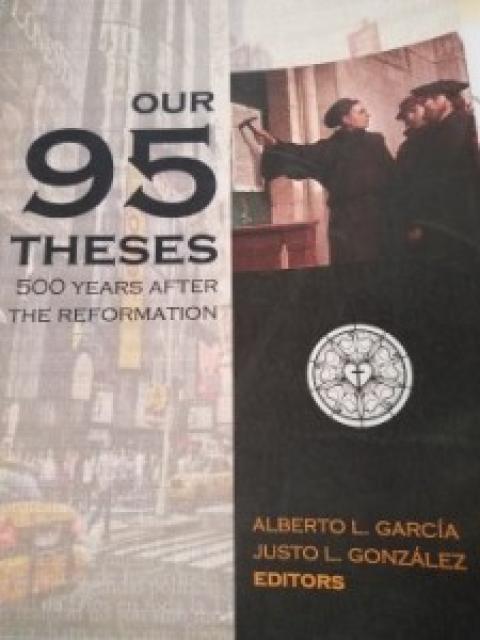 OUR
95
THESES
500 YEARS AFTER
THE REFORMATION
ALBERTO L. GARCÍA
JUSTO L. GONZÁLEZ
EDITORS